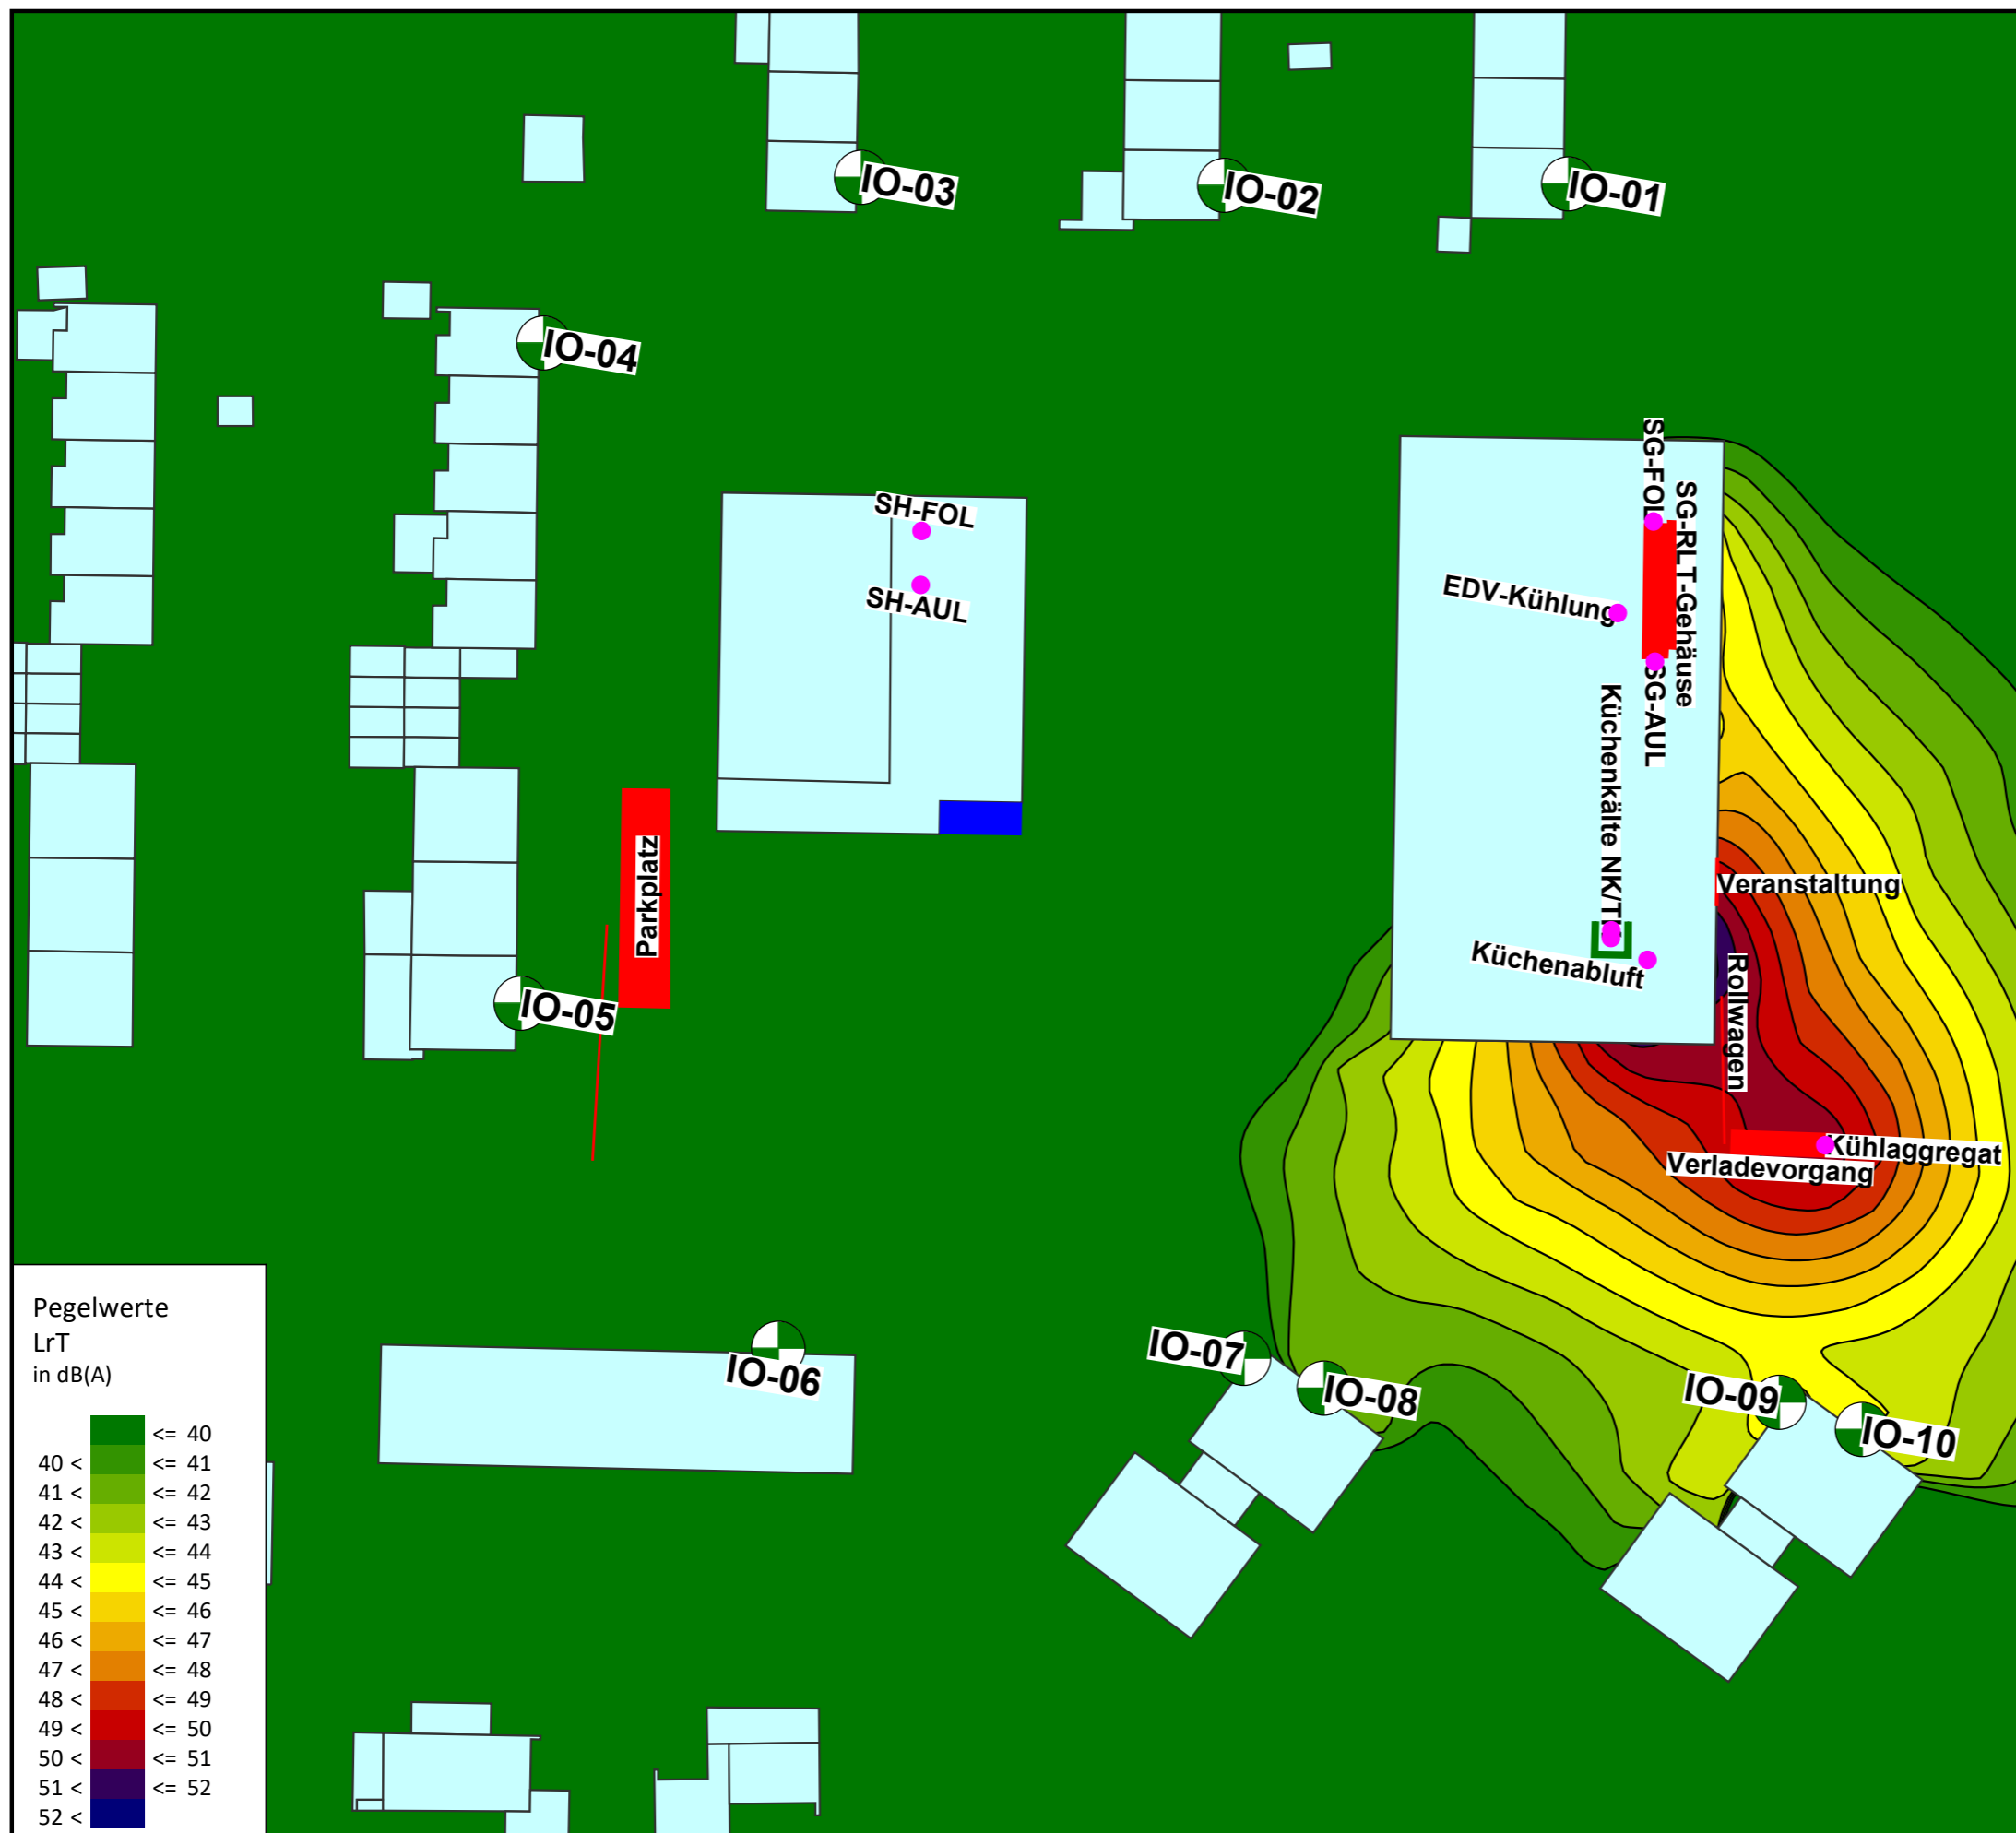 IO-03
IO-02
IO-01
IO-04
SG-FOL
SG-RLT-Gehäuse
SH-FOL
SH-AUL
EDV-Kühlung
SG-AUL
Parkplatz
Veranstaltung
Küchenabluft
Rollwagen
IO-05
Kühlaggregat
Verladevorgang
IO-06
IO-07
IO-08
IO-09
IO-10
Küchenkälte
Pegelwerte
LrT
in dB(A)
<= 40
40 < <= 41
41 < <= 42
42 < <= 43
43 < <= 44
44 < <= 45
45 < <= 46
46 < <= 47
47 < <= 48
48 < <= 49
49 < <= 50
50 < <= 51
51 < <= 52
52 <